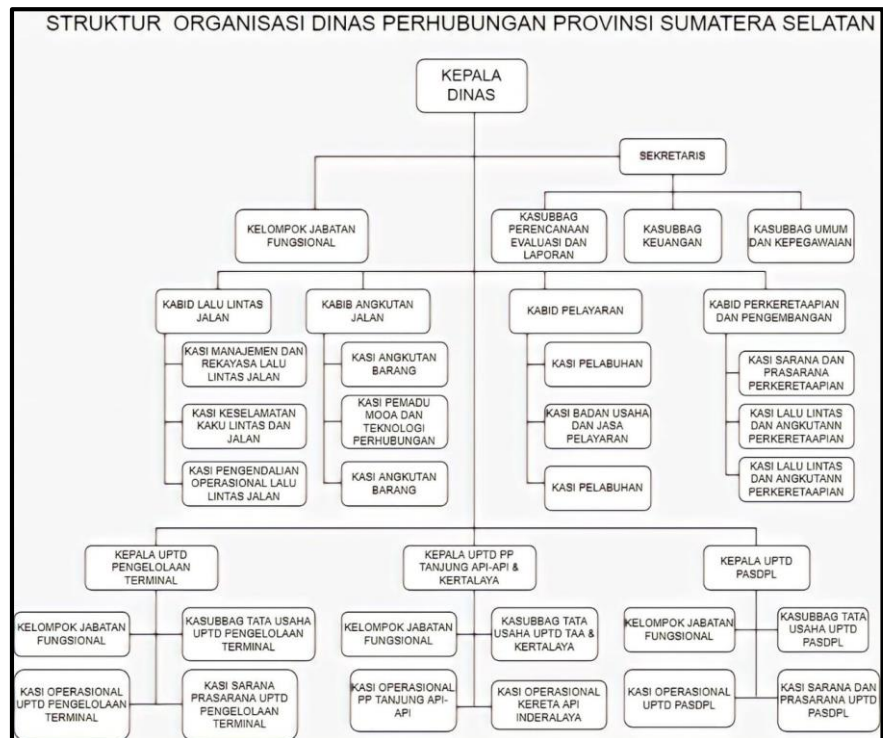 STRUKTUR ORGANISASI DINAS PERHUBUNGAN PROVINSI SUMATERA SELATAN
KEPALA
DINAS
SEKRETARIS
KELOMPOK JABATAN
FUNGSIONAL
KASUBBAG
PERENCANAAN
EVALUASI DAN
LAPORAN
KASUBBAG
KEUANGAN
KASUBBAG UMUM
DAN KEPEGAWAIAN
KABID LALU LINTAS
JALAN
KABIB ANGKUTAN
JALAN
KABID PELAYARAN
KABID PERKERETAAPIAN
DAN PENGEMBANGAN
KASI MANAJEMEN DAN
REKAYASA LALU
LINTAS JALAN
KASI ANGKUTAN
BARANG
KASI PELABUHAN
KASI SARANA DAN
PRASARANA
PERKERETAAPIAN
KASI KESELAMATAN
KAKU LINTAS DAN
JALAN
KASI PEMADU
MOOA DAN
TEKNOLOGI
PERHUBUNGAN
KASI BADAN USAHA
DAN JASA
PELAYARAN
KASI LALU LINTAS
DAN ANGKUTANN
PERKERETAAPIAN
KASI PENGENDALIAN
OPERASIONAL LALU
LINTAS JALAN
KASI ANGKUTAN
BARANG
KASI PELABUHAN
KASI LALU LINTAS
DAN ANGKUTANN
PERKERETAAPIAN
KEPALA UPTD
PENGELOLAAN
TERMINAL
KEPALA UPTD PP
TANJUNG API-API &
KERTALAYA
KEPALA UPTD
PASDPL
KELOMPOK JABATAN
FUNGSIONAL
KASUBBAG TATA USAHA
UPTD PENGELOLAAN
TERMINAL
KELOMPOK JABATAN
FUNGSIONAL
KASUBBAG TATA
USAHA UPTD TAA &
KERTALAYA
KELOMPOK JABATAN
FUNGSIONAL
KASUBBAG TATA
USAHA UPTD
PASDPL
KASI OPERASIONAL
UPTD PENGELOLAAN
TERMINAL
KASI SARANA
PRASARANA UPTD
PENGELOLAAN
TERMINAL
KASI OPERASIONAL
PP TANJUNG API-
API
KASI OPERASIONAL
KERETA API
INDERALAYA
KASI OPERASIONAL
UPTD PASDPL
KASI SARANA DAN
PRASARANA UPTD
PASDPL